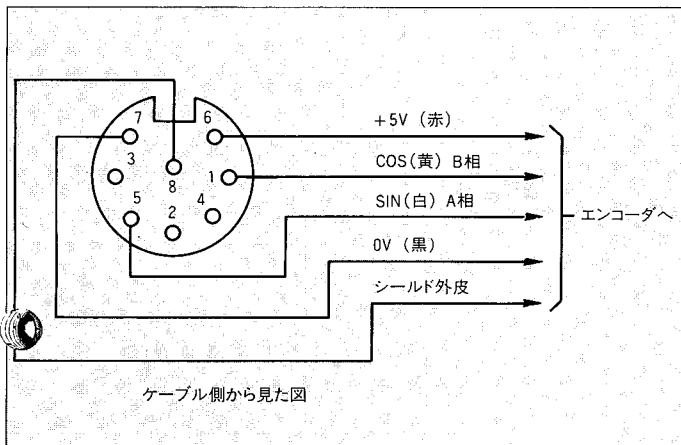 7
6
3
8
1
5
2
4
+5V (赤)
COS(黄) B相
SIN(白) A相
0V (黒)
シールド外皮
エンコーダへ
ケーブル側から見た図